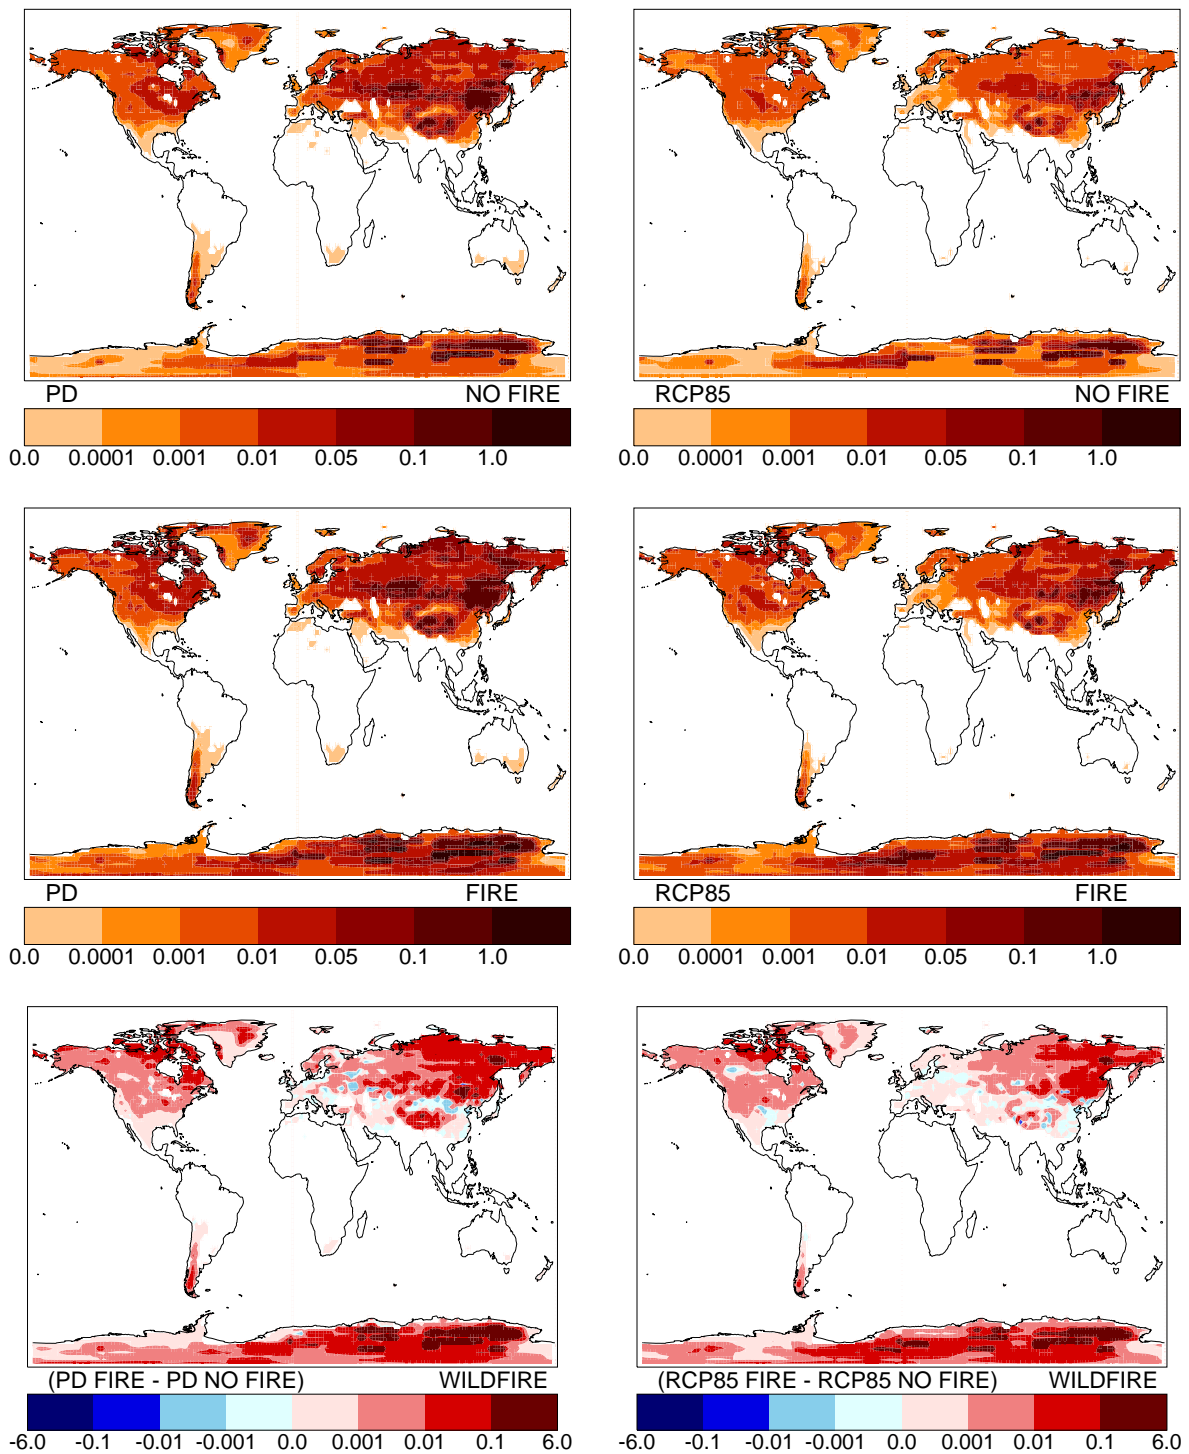 PD NO FIRE
0.0 0.0001 0.001 0.01 0.05 0.1 1.0
RCP85 NO FIRE
0.0 0.0001 0.001 0.01 0.05 0.1 1.0
PD FIRE
0.0 0.0001 0.001 0.01 0.05 0.1 1.0
RCP85 FIRE
0.0 0.0001 0.001 0.01 0.05 0.1 1.0
(PD FIRE - PD NO FIRE) WILDFIRE
-6.0 -0.1 -0.01 -0.001 0.0 0.001 0.01 0.1 6.0
(RCP85 FIRE - RCP85 NO FIRE) WILDFIRE
-6.0 -0.1 -0.01 -0.001 0.0 0.001 0.01 0.1 6.0